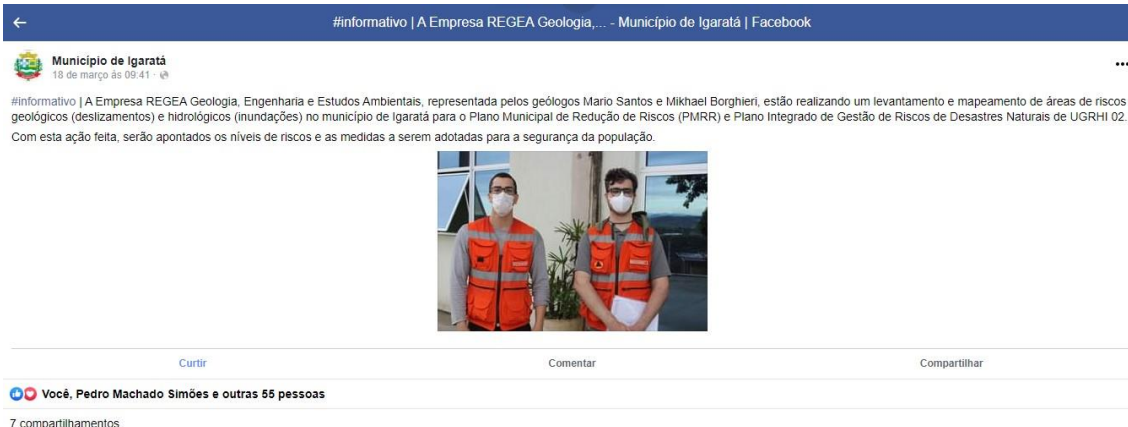 #informativo | A Empresa REGEA Geologia,... - Município de Igaratá | Facebook
Município de Igaratá
18 de março às 09:41 ·
#informativo | A Empresa REGEA Geologia, Engenharia e Estudos Ambientais, representada pelos geólogos Mario Santos e Mikhael Borghieri, estão realizando um levantamento e mapeamento de áreas de riscos
geológicos (deslizamentos) e hidrológicos (inundações) no município de Igaratá para o Plano Municipal de Redução de Riscos (PMRR) e Plano Integrado de Gestão de Riscos de Desastres Naturais de UGRHI 02.
Com esta ação feita, serão apontados os níveis de riscos e as medidas a serem adotadas para a segurança da população.
Curtir Comentar Compartilhar
Você, Pedro Machado Simões e outras 55 pessoas
7 compartilhamentos